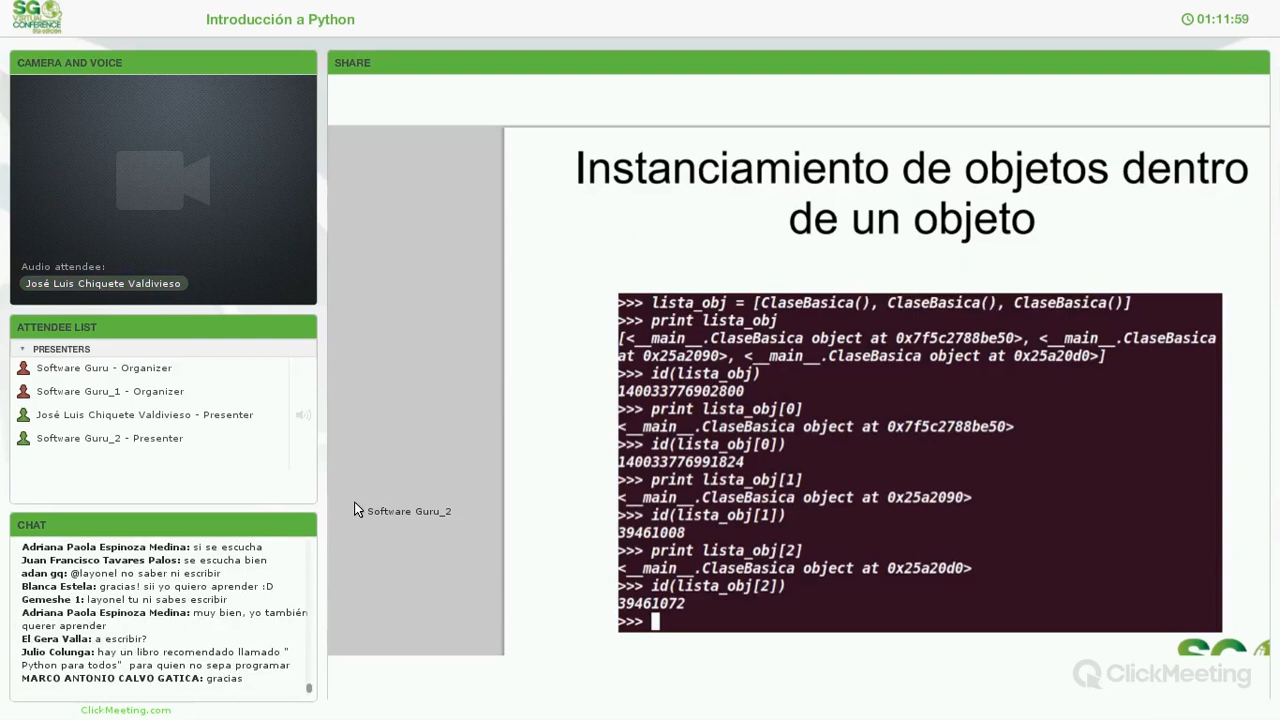 SG
VIRTUAL
CONFERENCE
Introducción a Python
01:11:59
CAMERA AND VOICE
Audio attendee:
José Luis Chiquete Valdivieso
ATTENDEE LIST
PRESENTERS
Software Guru - Organizer
Software Guru_1 - Organizer
José Luis Chiquete Valdivieso - Presenter
Software Guru_2 - Presenter
CHAT
Adriana Paola Espinoza Medina: si se escucha
Juan Francisco Tavares Palos: se escucha bien
adan gq: @layonel no saber ni escribir
Blanca Estela: gracias! sii yo quiero aprender :D
Gemeshe 1: layonel tu ni sabes escribir
Adriana Paola Espinoza Medina: muy bien, yo también
querer aprender
El Gera Valla: a escribir?
Julio Colunga: hay un libro recomendado llamado "
Python para todos" para quien no sepa programar
MARCO ANTONIO CALVO GATICA: gracias
ClickMeeting.com
SHARE
Instanciamiento de objetos dentro
de un objeto
>>> lista_obj = [ClaseBasica(), ClaseBasica(), ClaseBasica()]
>>> print lista_obj
[<__main__.ClaseBasica object at 0x7f5c2788be50>, <__main__.ClaseBasica
at 0x25a2090>, <__main__.ClaseBasica object at 0x25a20d0>]
>>> id(lista_obj)
140033776902800
>>> print lista_obj[0]
<__main__.ClaseBasica object at 0x7f5c2788be50>
>>> id(lista_obj[0])
140033776991824
>>> print lista_obj[1]
<__main__.ClaseBasica object at 0x25a2090>
>>> id(lista_obj[1])
39461008
>>> print lista_obj[2]
<__main__.ClaseBasica object at 0x25a20d0>
>>> id(lista_obj[2])
39461072
>>>
Software Guru_2
SG
ClickMeeting